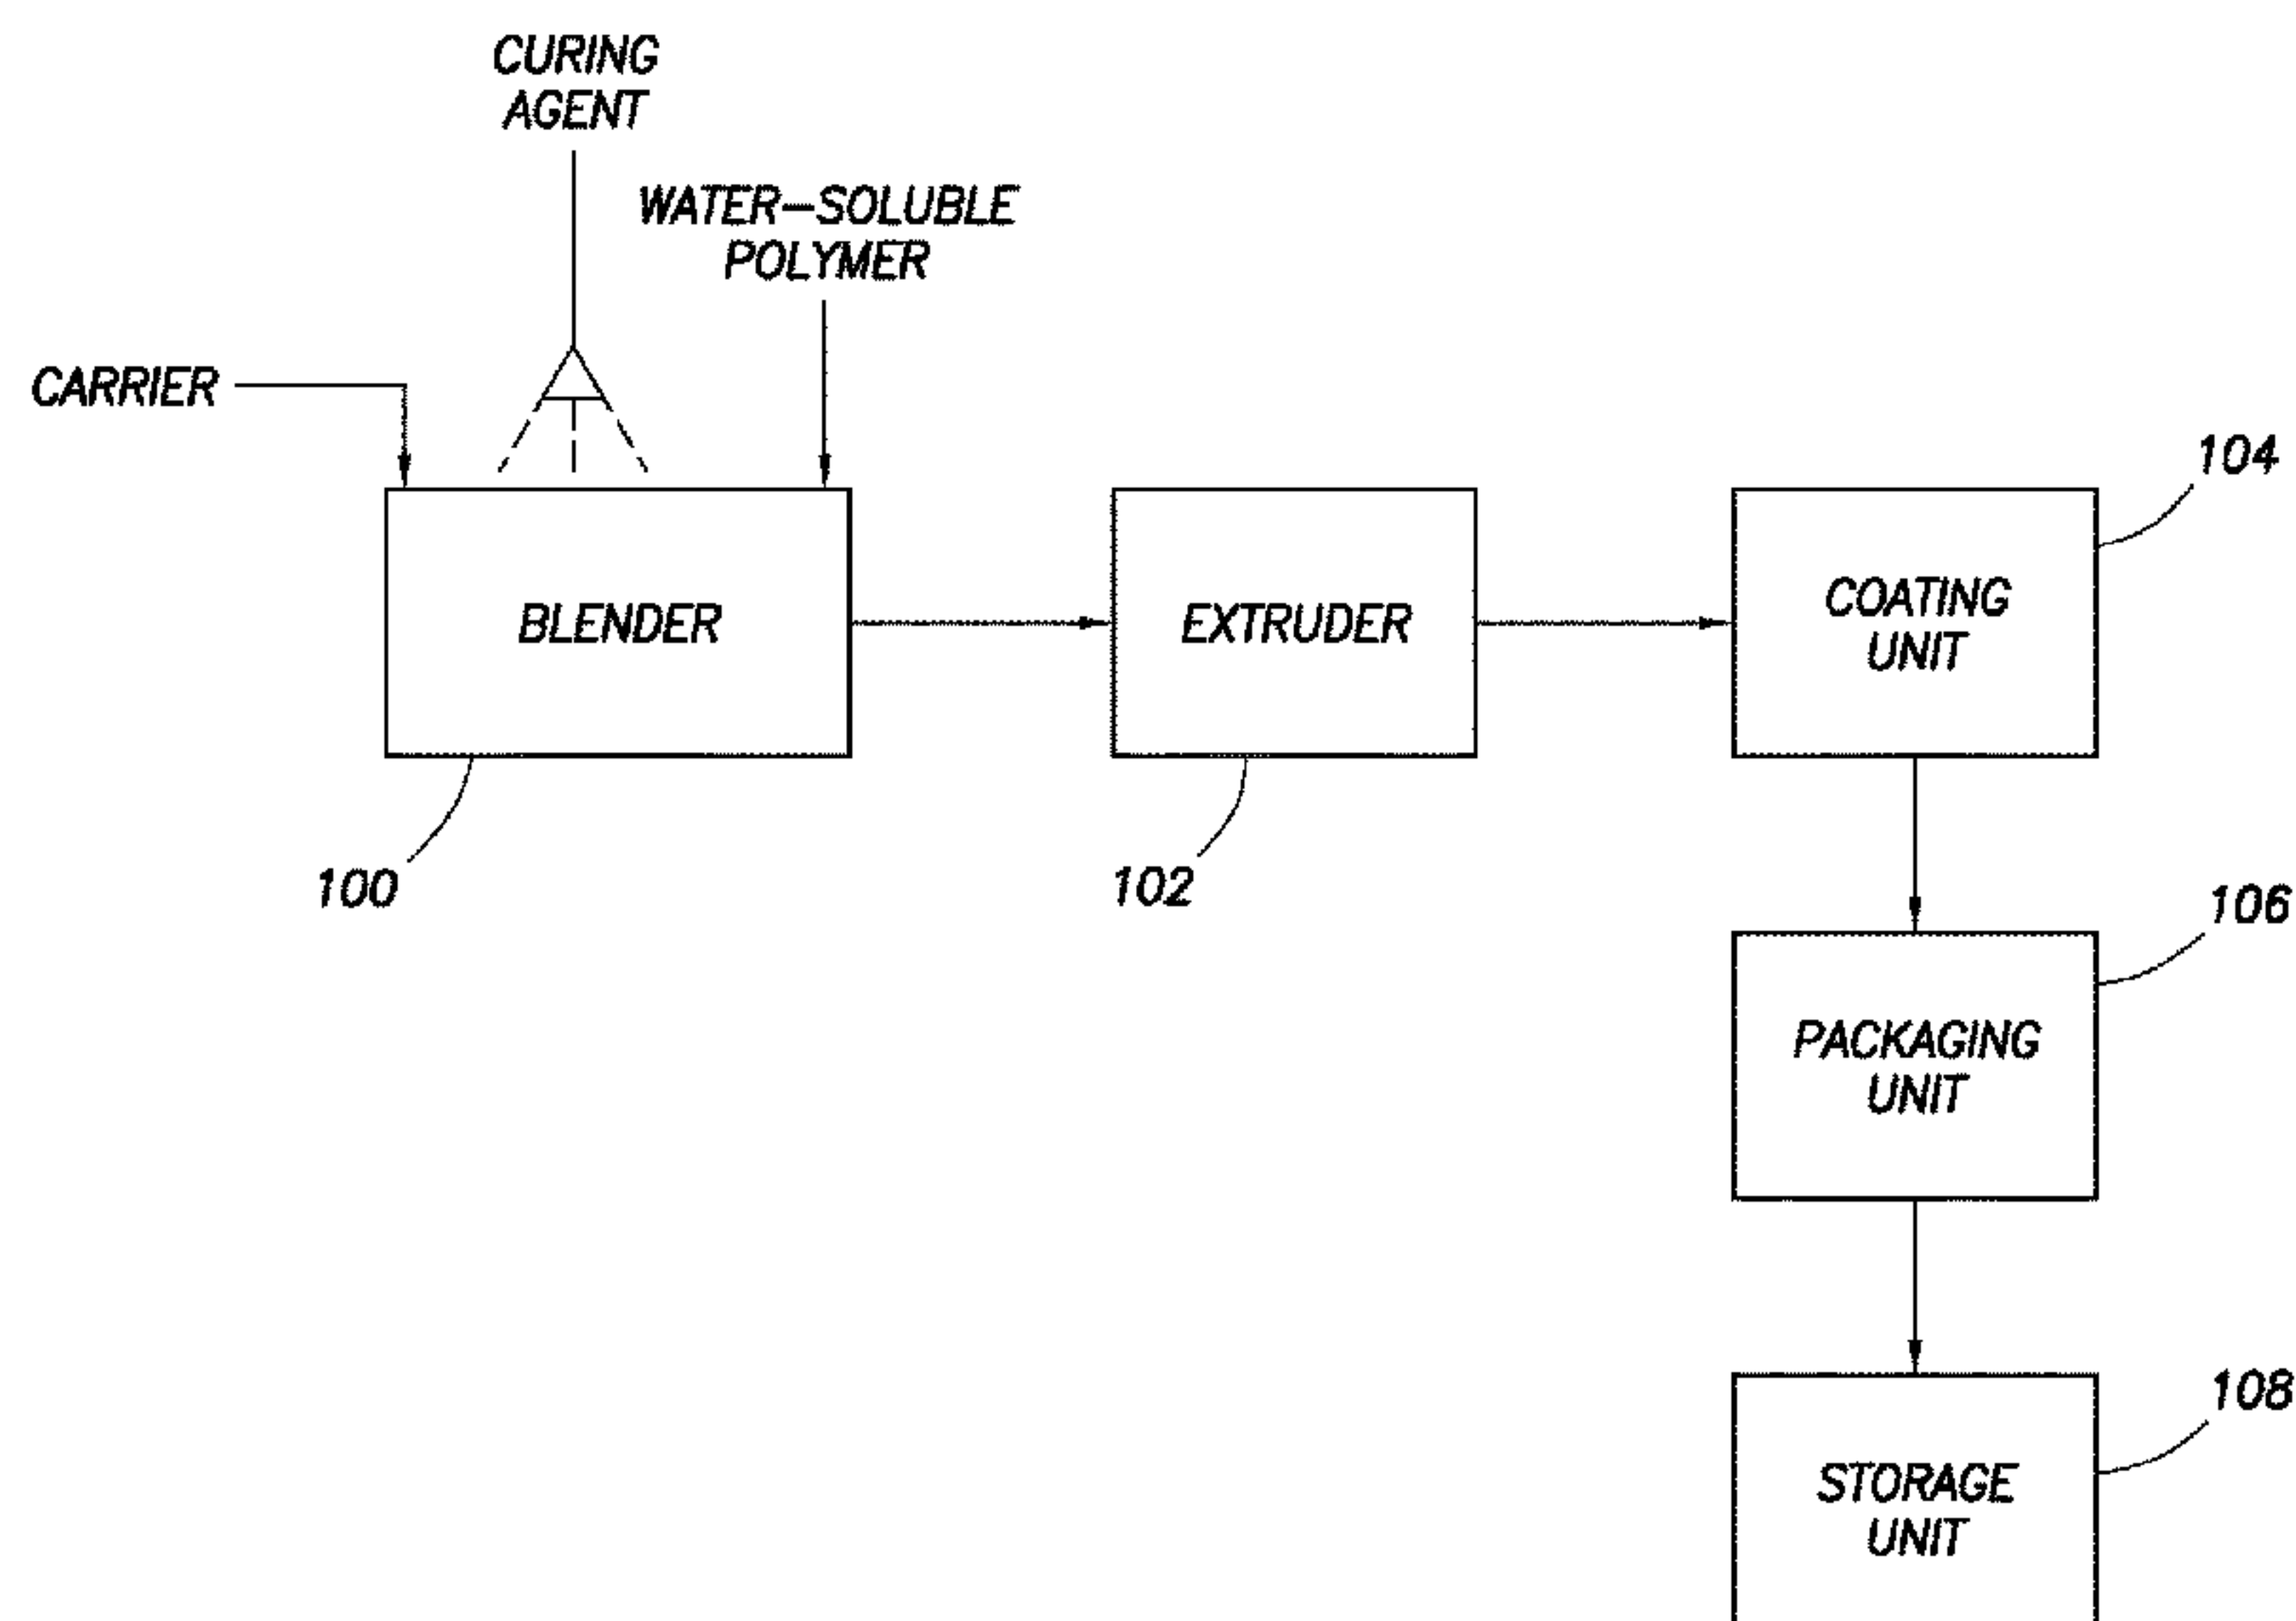 CURING
AGENT
WATER-SOLUBLE
POLYMER
CARRIER
104
BLENDER
EXTRUDER
COATING
UNIT
100
102
106
PACKAGING
UNIT
108
STORAGE
UNIT